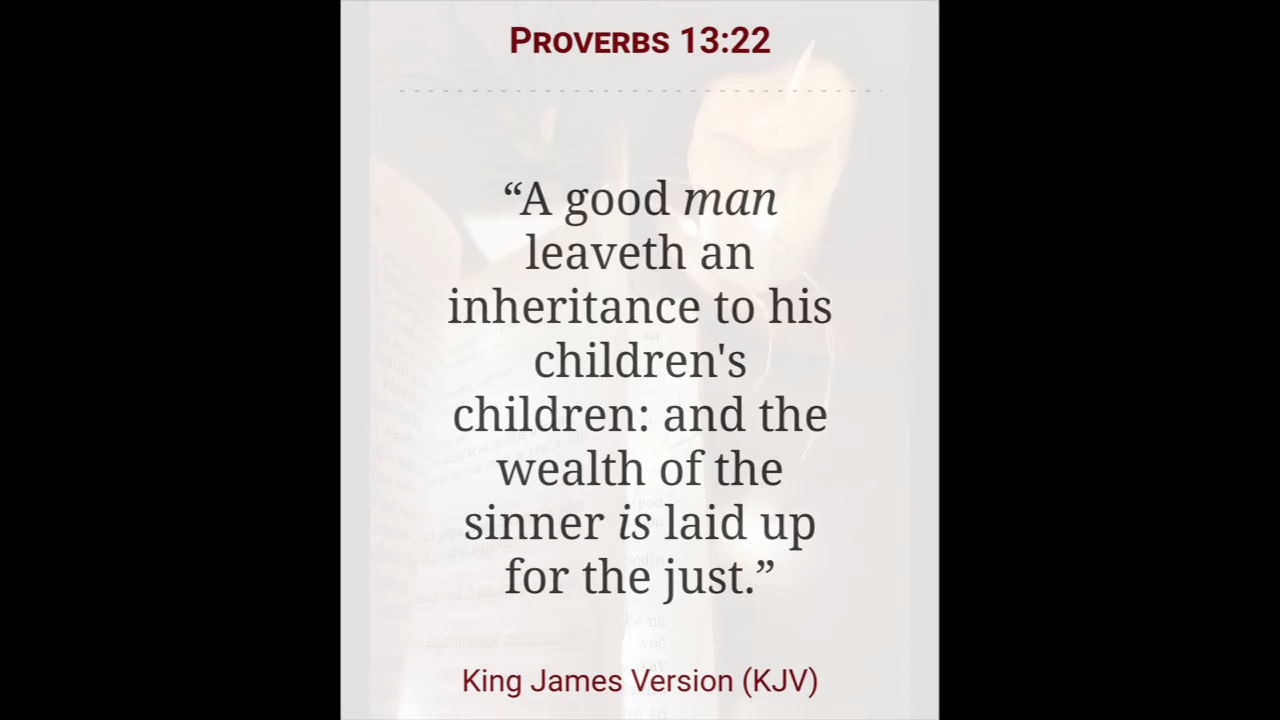 PROVERBS 13:22
“A good man
leaveth an
inheritance to his
children's
children: and the
wealth of the
sinner is laid up
for the just.”
King James Version (KJV)